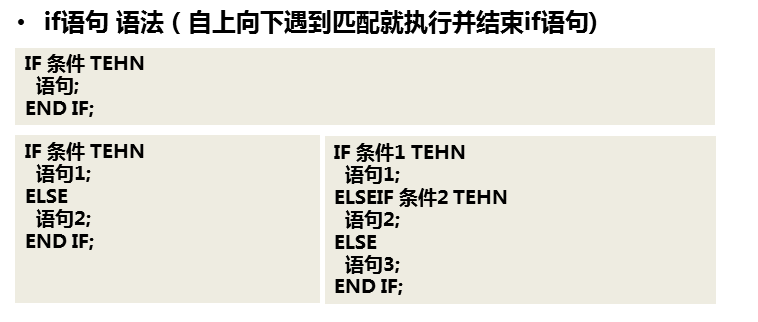 • if语句 语法（自上向下遇到匹配就执行并结束if语句)
IF 条件 TEHN
语句;
END IF;
IF 条件 TEHN
语句1;
ELSE
语句2;
END IF;
IF 条件1 TEHN
语句1;
ELSEIF 条件2 TEHN
语句2;
ELSE
语句3;
END IF;